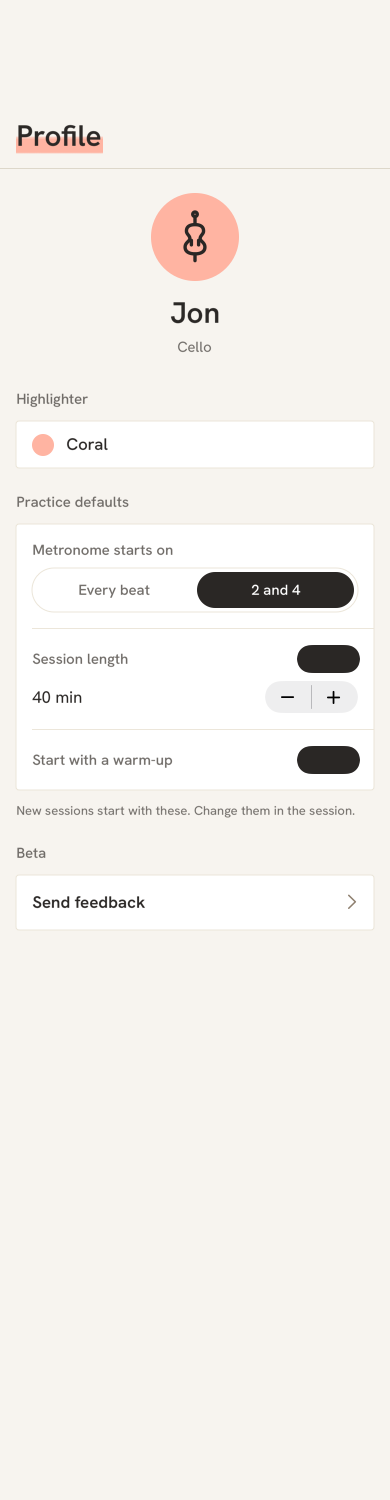 Profile
Jon
Cello
Highlighter
Coral
Practice defaults
Metronome starts on
Every beat
2 and 4
Session length
40 min
Start with a warm-up
New sessions start with these. Change them in the session.
Beta
Send feedback